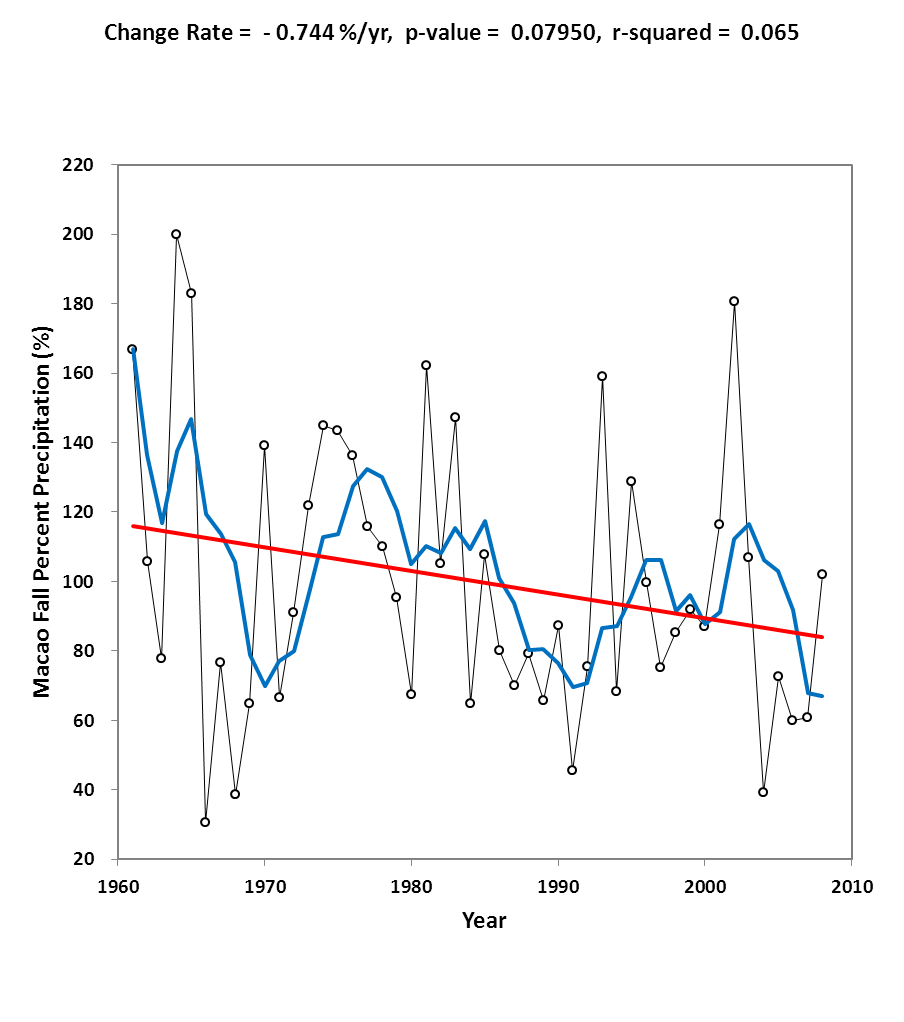 Change Rate =  - 0.744 %/yr,  p-value =  0.07950,  r-squared =  0.065
220
200
180
160
140
120
100
80
60
40
20
Macao Fall Percent Precipitation (%)
1960 1970 1980 1990 2000 2010
Year